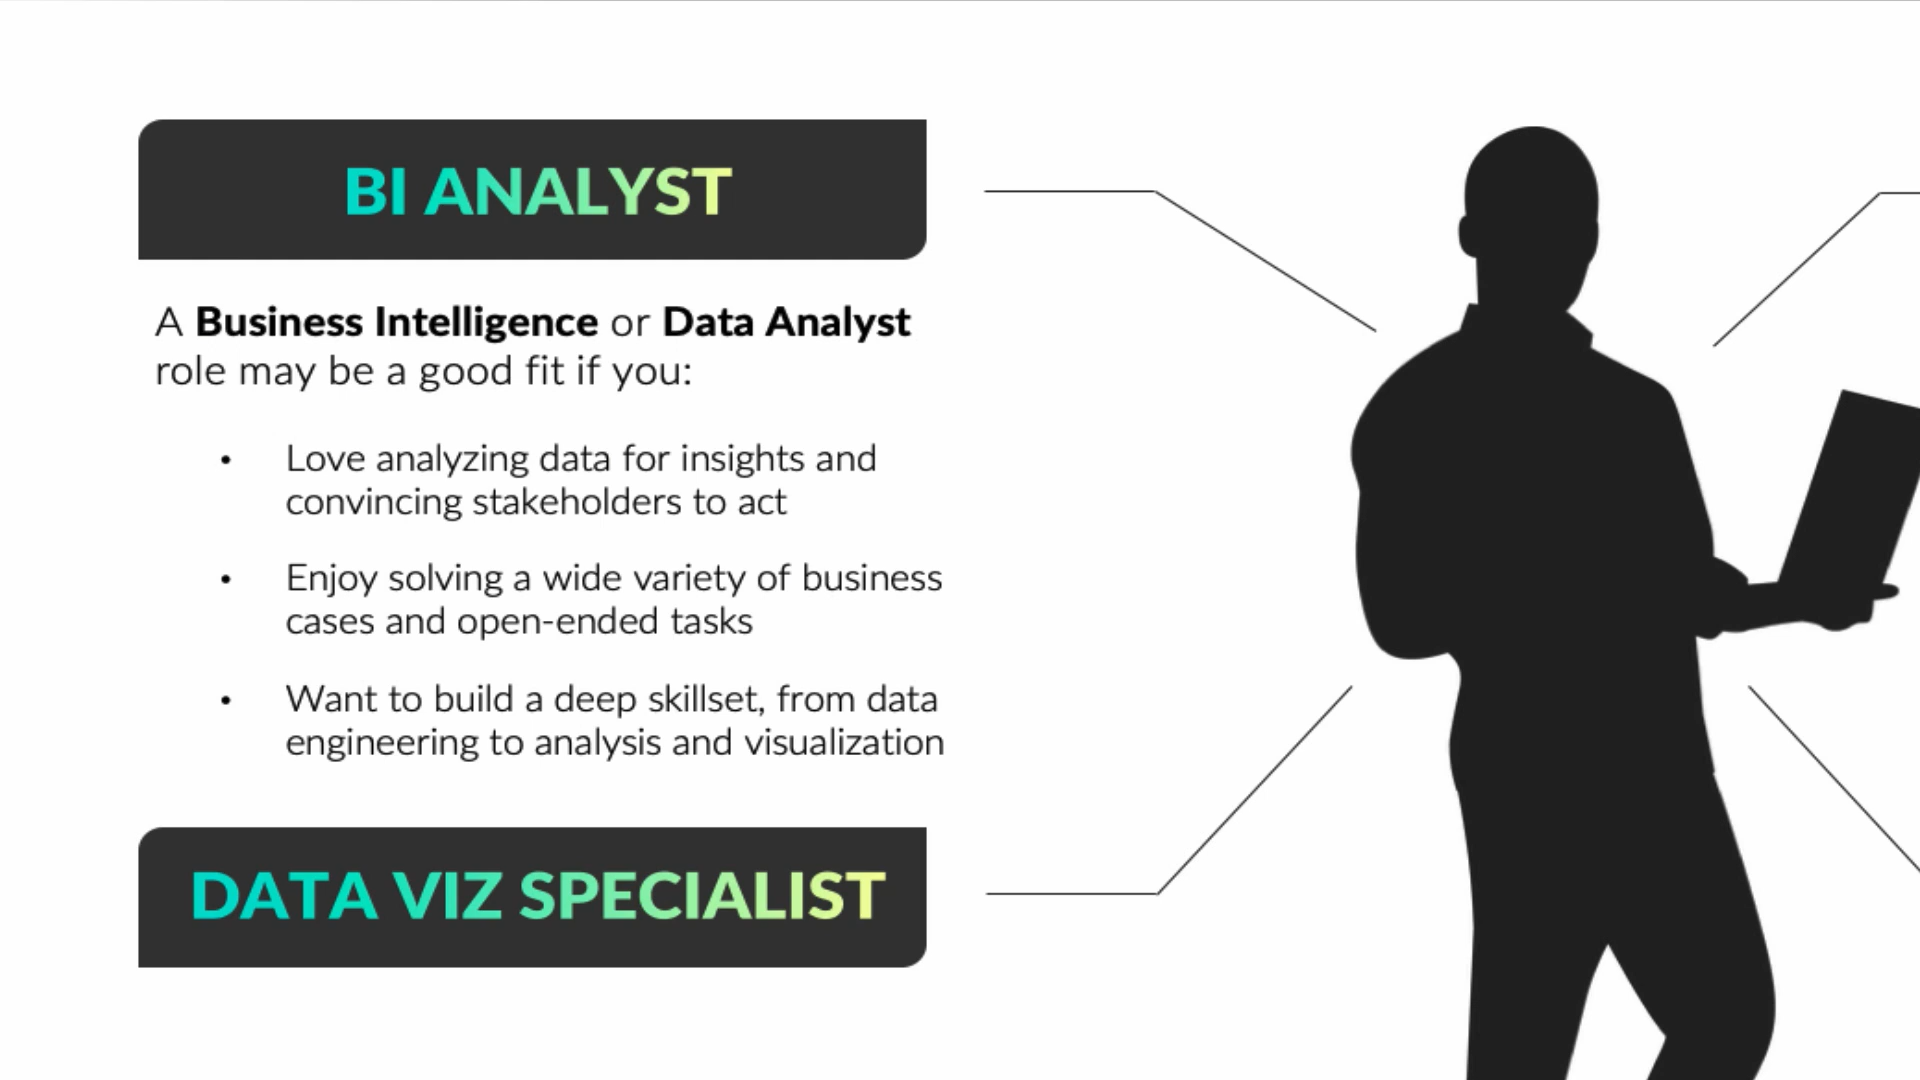 BI ANALYST
A Business Intelligence or Data Analyst
role may be a good fit if you:
• Love analyzing data for insights and
convincing stakeholders to act
• Enjoy solving a wide variety of business
cases and open-ended tasks
• Want to build a deep skillset, from data
engineering to analysis and visualization
DATA VIZ SPECIALIST